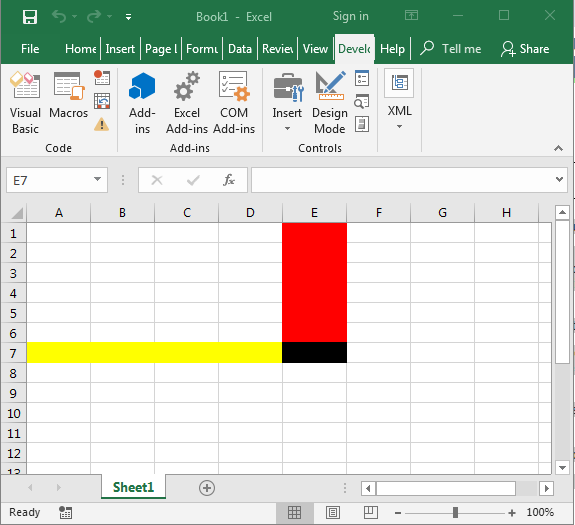 Book1 - Excel Sign in
File Home Insert Page L Formu Data Review View Develo Help Tell me Share
Visual Basic Macros Add-ins Excel Add-ins COM Add-ins Insert Design Mode XML
Code Add-ins Controls
E7 fx
A B C D E F G H
1
2
3
4
5
6
7
8
9
10
11
12
13
Sheet1
Ready 100%